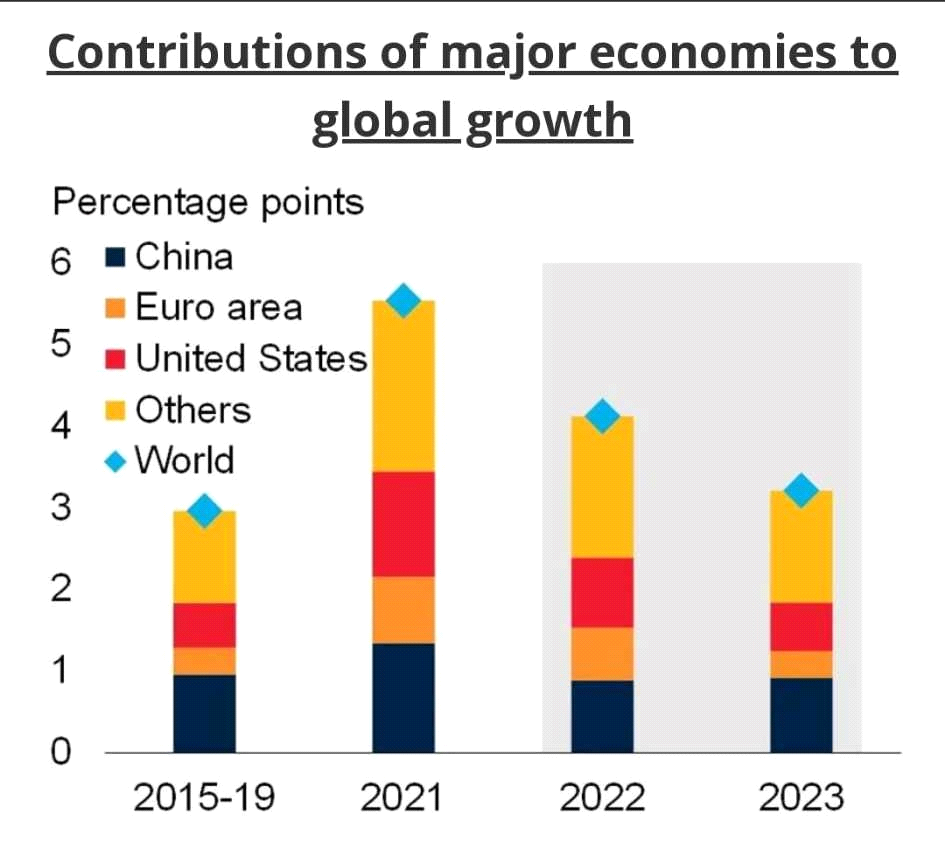 Contributions of major economies to
global growth
Percentage points
6
China
Euro area
5
United States
Others
4
World
3
2
1
0
2015-19 2021 2022 2023